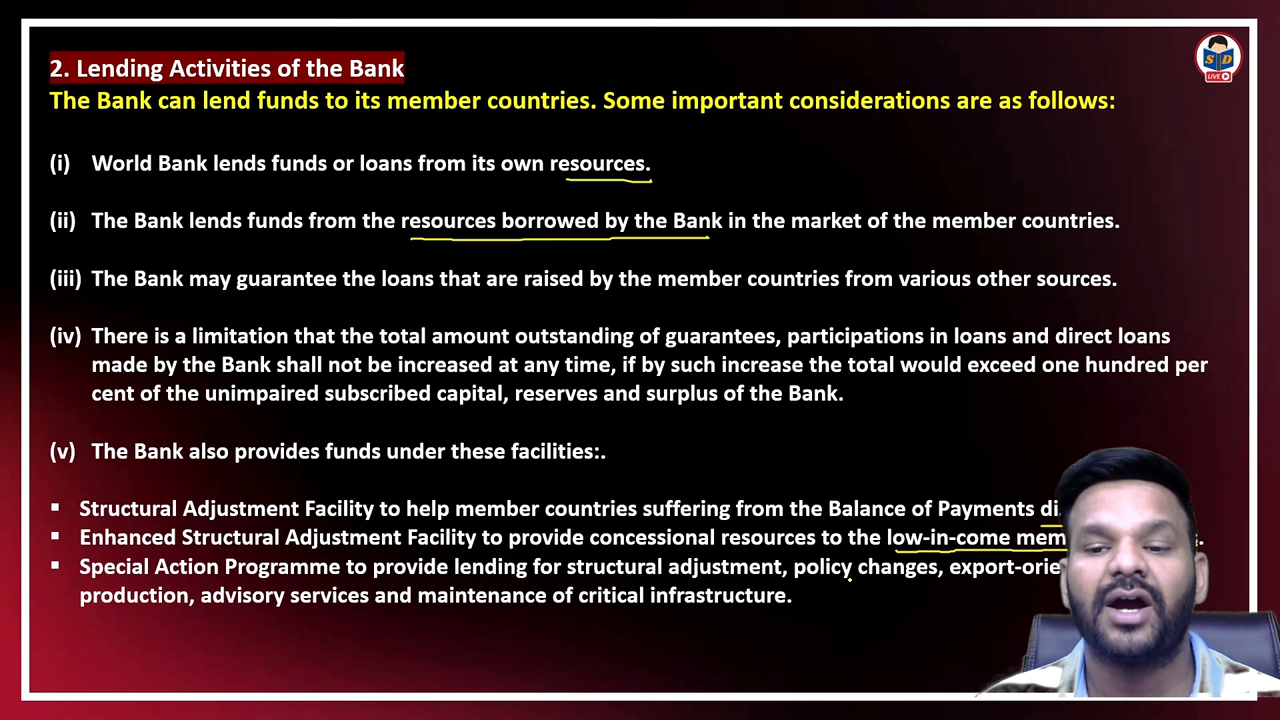 2. Lending Activities of the Bank
The Bank can lend funds to its member countries. Some important considerations are as follows:
(i) World Bank lends funds or loans from its own resources.
(ii) The Bank lends funds from the resources borrowed by the Bank in the market of the member countries.
(iii) The Bank may guarantee the loans that are raised by the member countries from various other sources.
(iv) There is a limitation that the total amount outstanding of guarantees, participations in loans and direct loans
made by the Bank shall not be increased at any time, if by such increase the total would exceed one hundred per
cent of the unimpaired subscribed capital, reserves and surplus of the Bank.
(v) The Bank also provides funds under these facilities:.
▪ Structural Adjustment Facility to help member countries suffering from the Balance of Payments
▪ Enhanced Structural Adjustment Facility to provide concessional resources to the low-in-come
▪ Special Action Programme to provide lending for structural adjustment, policy changes,
production, advisory services and maintenance of critical infrastructure.
S D
LIVE